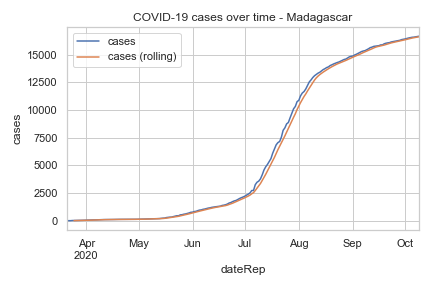 COVID-19 cases over time - Madagascar
cases
cases (rolling)
cases
15000
12500
10000
7500
5000
2500
0
Apr May Jun Jul Aug Sep Oct
2020
dateRep